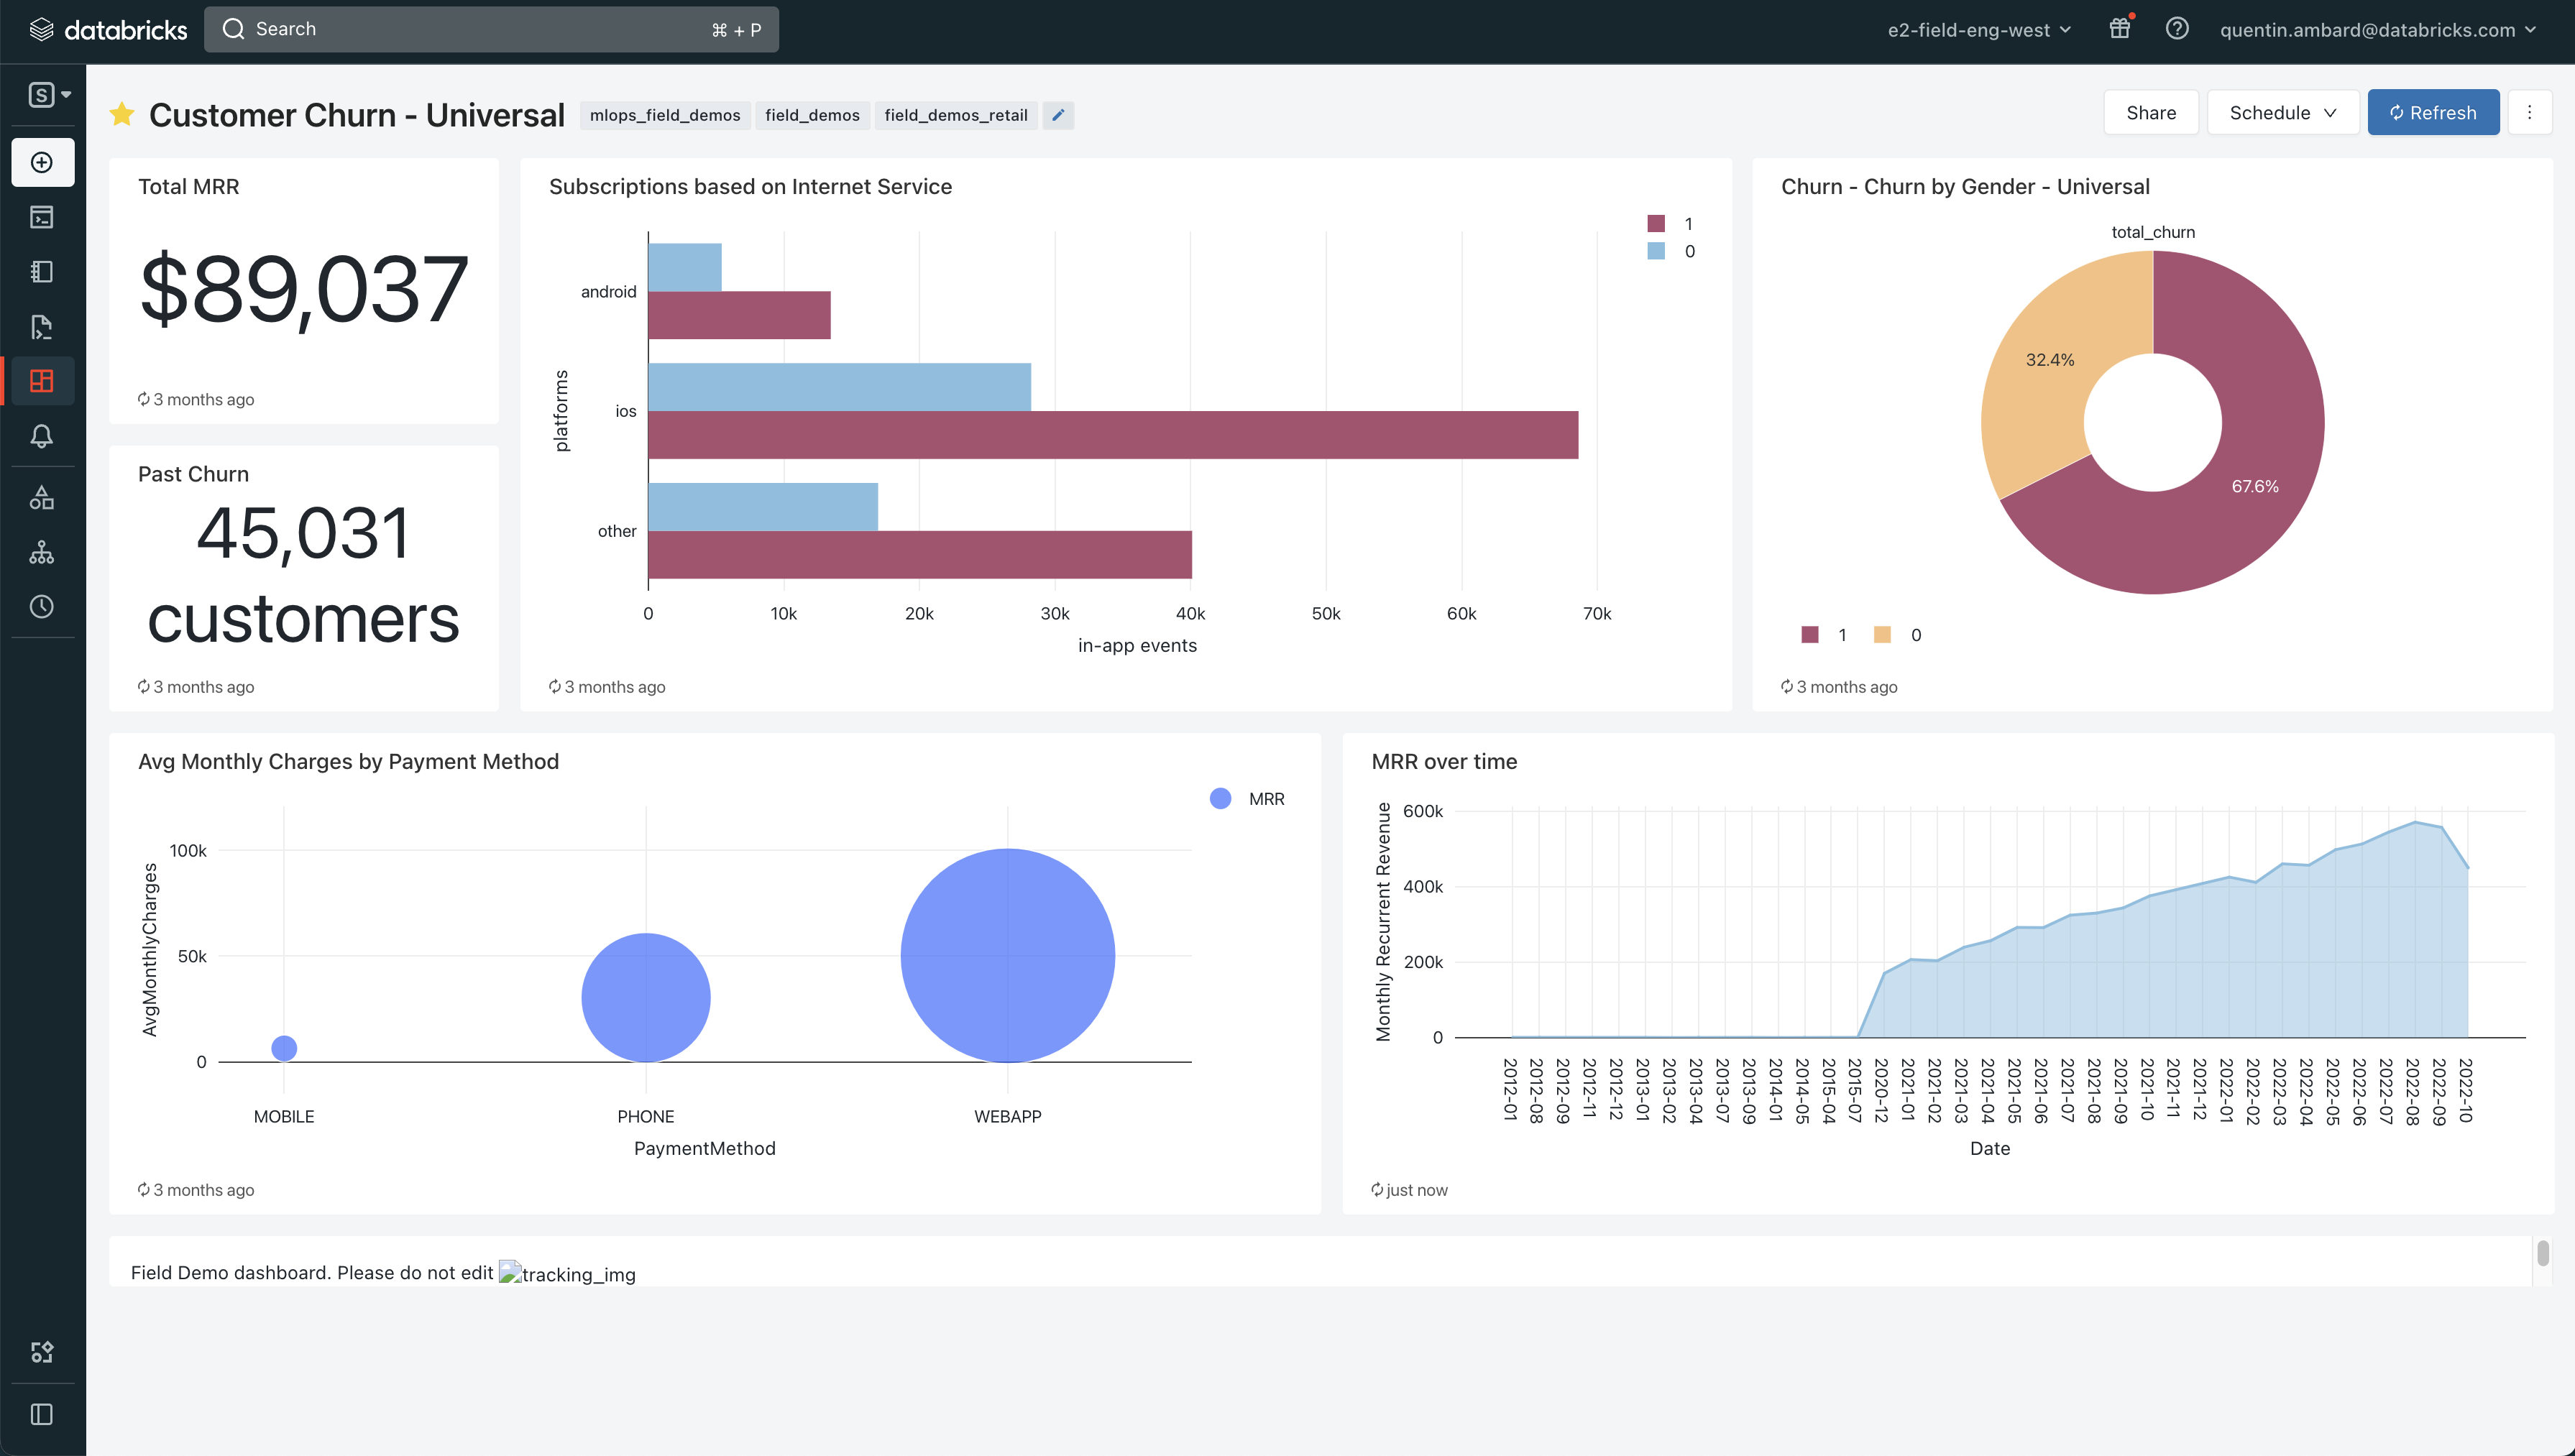 databricks
Search
⌘ + P
e2-field-eng-west
quentin.ambard@databricks.com
S
Customer Churn - Universal
mlops_field_demos
field_demos
field_demos_retail
Share
Schedule
Refresh
Total MRR
$89,037
3 months ago
Past Churn
45,031
customers
3 months ago
Subscriptions based on Internet Service
1
0
platforms
android
ios
other
0 10k 20k 30k 40k 50k 60k 70k
in-app events
3 months ago
Churn - Churn by Gender - Universal
total_churn
32.4%
67.6%
1 0
3 months ago
Avg Monthly Charges by Payment Method
MRR
AvgMonthlyCharges
100k
50k
0
MOBILE PHONE WEBAPP
PaymentMethod
3 months ago
MRR over time
Monthly Recurrent Revenue
600k
400k
200k
0
2012-01 2012-08 2012-09 2012-11 2012-12 2013-01 2013-02 2013-04 2013-07 2013-09 2014-01 2014-05 2015-04 2015-07 2020-12 2021-01 2021-02 2021-03 2021-04 2021-05 2021-06 2021-07 2021-08 2021-09 2021-10 2021-11 2021-12 2022-01 2022-02 2022-03 2022-04 2022-05 2022-06 2022-07 2022-08 2022-09 2022-10
Date
just now
Field Demo dashboard. Please do not edit tracking_img